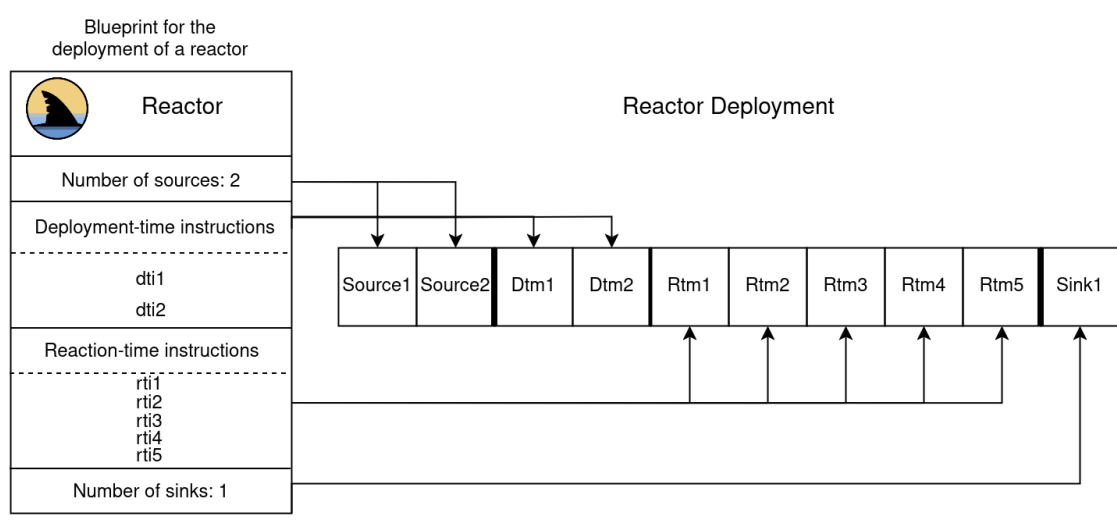 Blueprint for the
deployment of a reactor
Reactor
Number of sources: 2
Deployment-time instructions
dti1
dti2
Reaction-time instructions
rti1
rti2
rti3
rti4
rti5
Number of sinks: 1
Reactor Deployment
Source1 Source2 Dtm1 Dtm2 Rtm1 Rtm2 Rtm3 Rtm4 Rtm5 Sink1